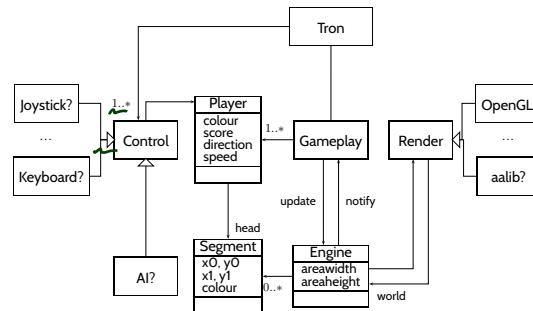 Tron
Joystick?
1..*
Player
OpenGL
colour
score
direction
speed
1..*
...
Control
Gameplay
Render
...
Keyboard?
aalib?
update
notify
head
Segment
Engine
x0, y0
x1, y1
colour
areawidth
areaheight
AI?
0..*
world